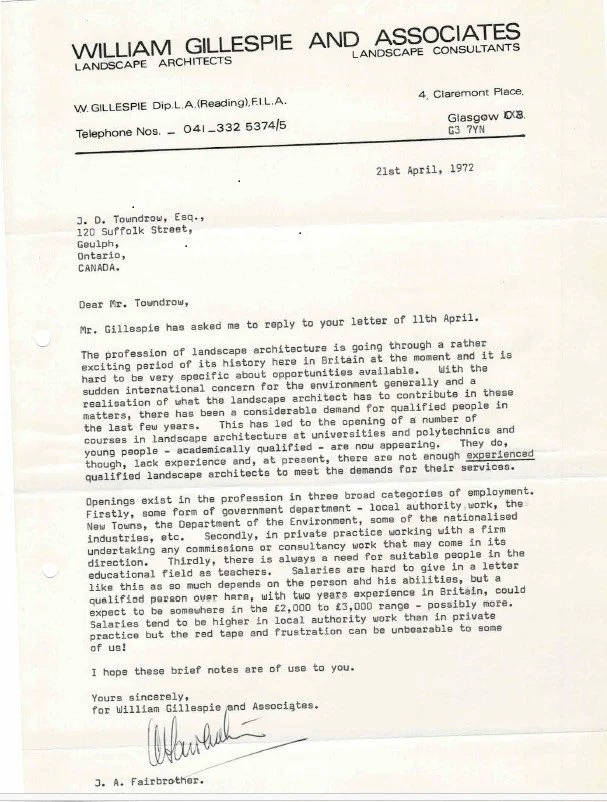 WILLIAM GILLESPIE AND ASSOCIATES
LANDSCAPE ARCHITECTS LANDSCAPE CONSULTANTS
W. GILLESPIE Dip.L.A.(Reading),F.I.L.A.
4, Claremont Place,
Telephone Nos. _ 041_332 5374/5
Glasgow
G3 7YN
21st April, 1972
J. D. Towndrow, Esq.,
120 Suffolk Street,
Geulph,
Ontario,
CANADA.
Dear Mr. Towndrow,
Mr. Gillespie has asked me to reply to your letter of 11th April.
The profession of landscape architecture is going through a rather
exciting period of its history here in Britain at the moment and it is
hard to be very specific about opportunities available. With the
sudden international concern for the environment generally and a
realisation of what the landscape architect has to contribute in these
matters, there has been a considerable demand for qualified people in
the last few years. This has led to the opening of a number of
courses in landscape architecture at universities and polytechnics and
young people - academically qualified - are now appearing. They do,
though, lack experience and, at present, there are not enough experienced
qualified landscape architects to meet the demands for their services.
Openings exist in the profession in three broad categories of employment.
Firstly, some form of government department - local authority work, the
New Towns, the Department of the Environment, some of the nationalised
industries, etc. Secondly, in private practice working with a firm
undertaking any commissions or consultancy work that may come in its
direction. Thirdly, there is always a need for suitable people in the
educational field as teachers. Salaries are hard to give in a letter
like this as so much depends on the person ahd his abilities, but a
qualified person over here, with two years experience in Britain, could
expect to be somewhere in the £2,000 to £3,000 range - possibly more.
Salaries tend to be higher in local authority work than in private
practice but the red tape and frustration can be unbearable to some
of us!
I hope these brief notes are of use to you.
Yours sincerely,
for William Gillespie and Associates.
J. A. Fairbrother.